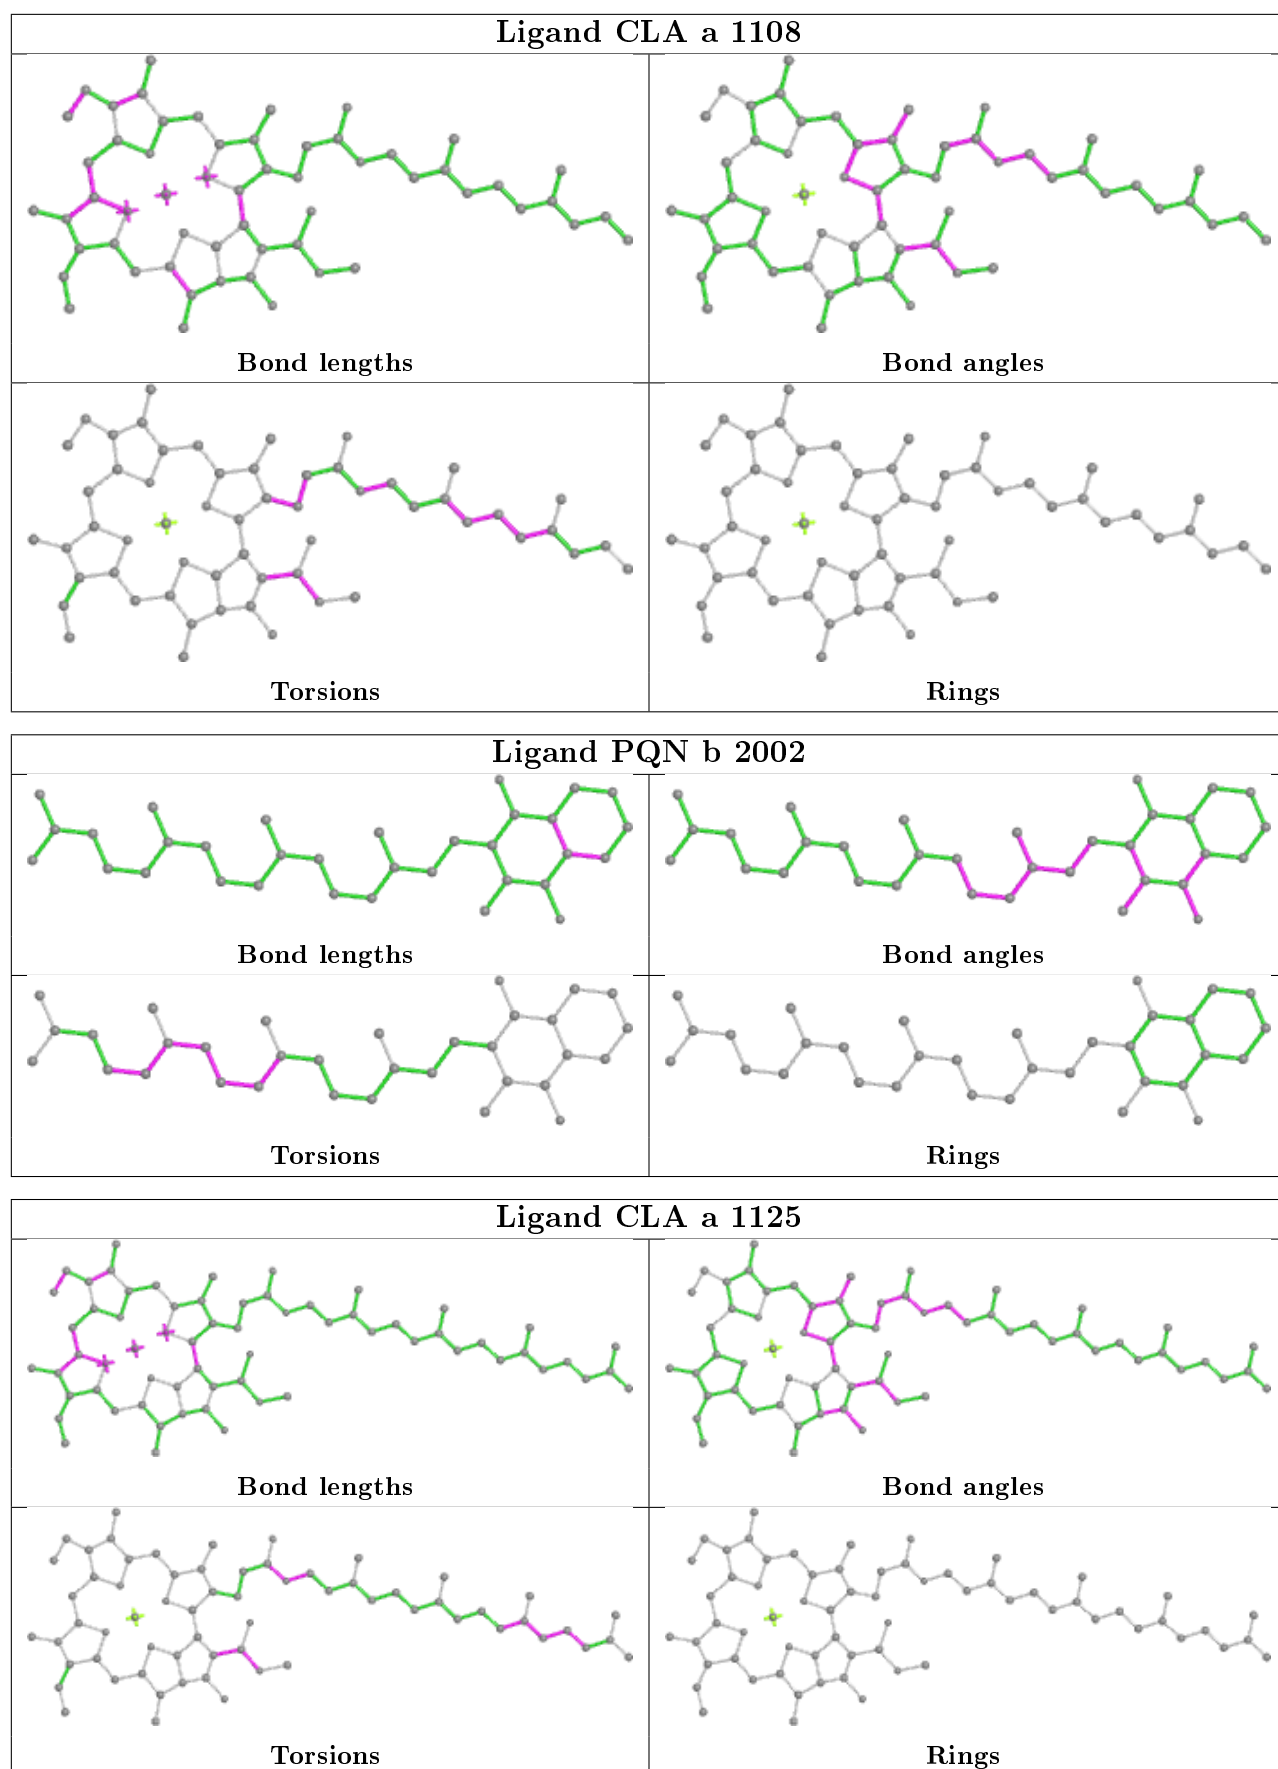 Ligand CLA a 1108
Bond lengths
Bond angles
Torsions
Rings
Ligand PQN b 2002
Bond lengths
Bond angles
Torsions
Rings
Ligand CLA a 1125
Bond lengths
Bond angles
Torsions
Rings